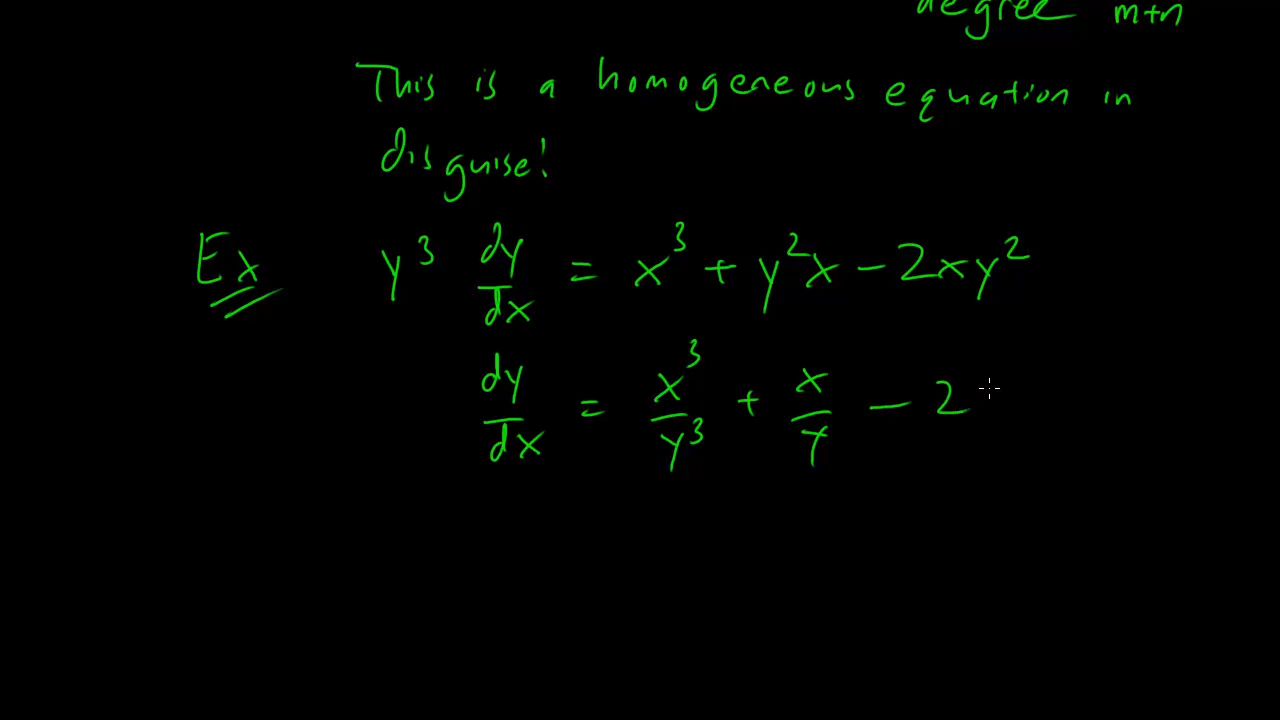 degree m+n
This is a homogeneous equation in
disguise!
Ex y³ dy/dx = x³ + y²x - 2xy²
dy/dx = x³/y³ + x/y - 2